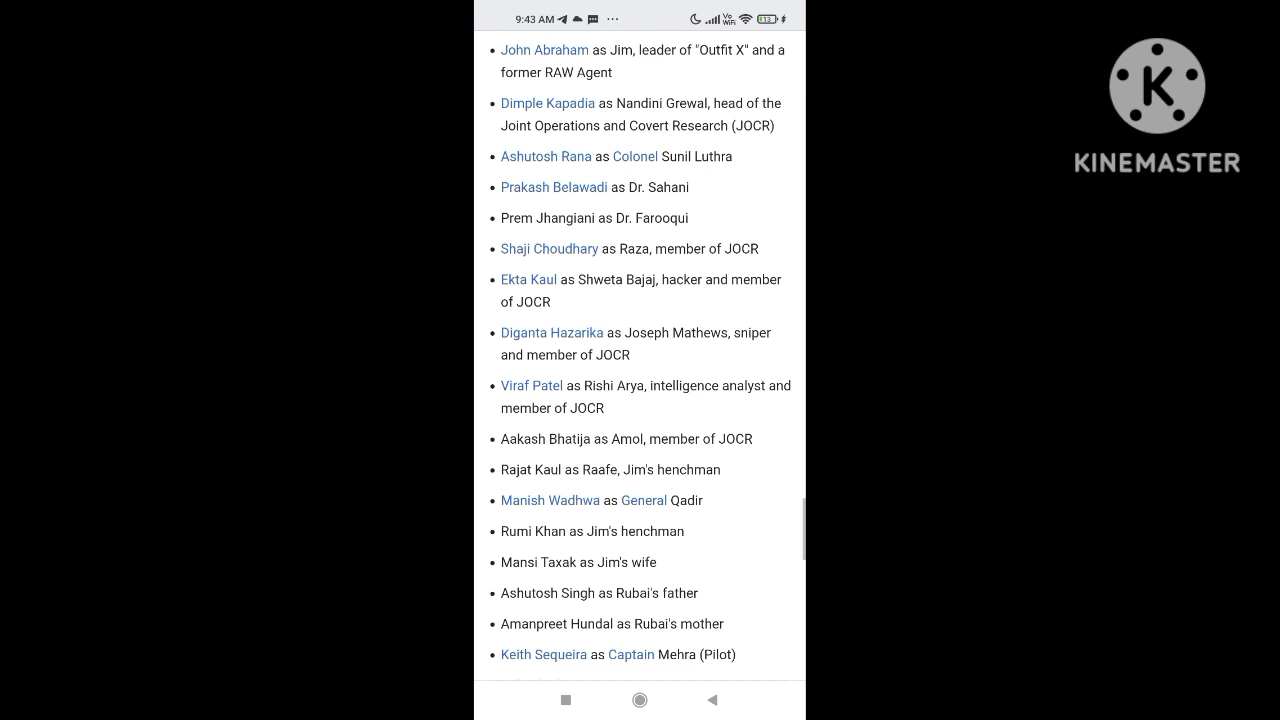 9:43 AM
Vo
WiFi
13
John Abraham as Jim, leader of "Outfit X" and a
former RAW Agent
Dimple Kapadia as Nandini Grewal, head of the
Joint Operations and Covert Research (JOCR)
Ashutosh Rana as Colonel Sunil Luthra
Prakash Belawadi as Dr. Sahani
Prem Jhangiani as Dr. Farooqui
Shaji Choudhary as Raza, member of JOCR
Ekta Kaul as Shweta Bajaj, hacker and member
of JOCR
Diganta Hazarika as Joseph Mathews, sniper
and member of JOCR
Viraf Patel as Rishi Arya, intelligence analyst and
member of JOCR
Aakash Bhatija as Amol, member of JOCR
Rajat Kaul as Raafe, Jim's henchman
Manish Wadhwa as General Qadir
Rumi Khan as Jim's henchman
Mansi Taxak as Jim's wife
Ashutosh Singh as Rubai's father
Amanpreet Hundal as Rubai's mother
Keith Sequeira as Captain Mehra (Pilot)
K
KINEMASTER